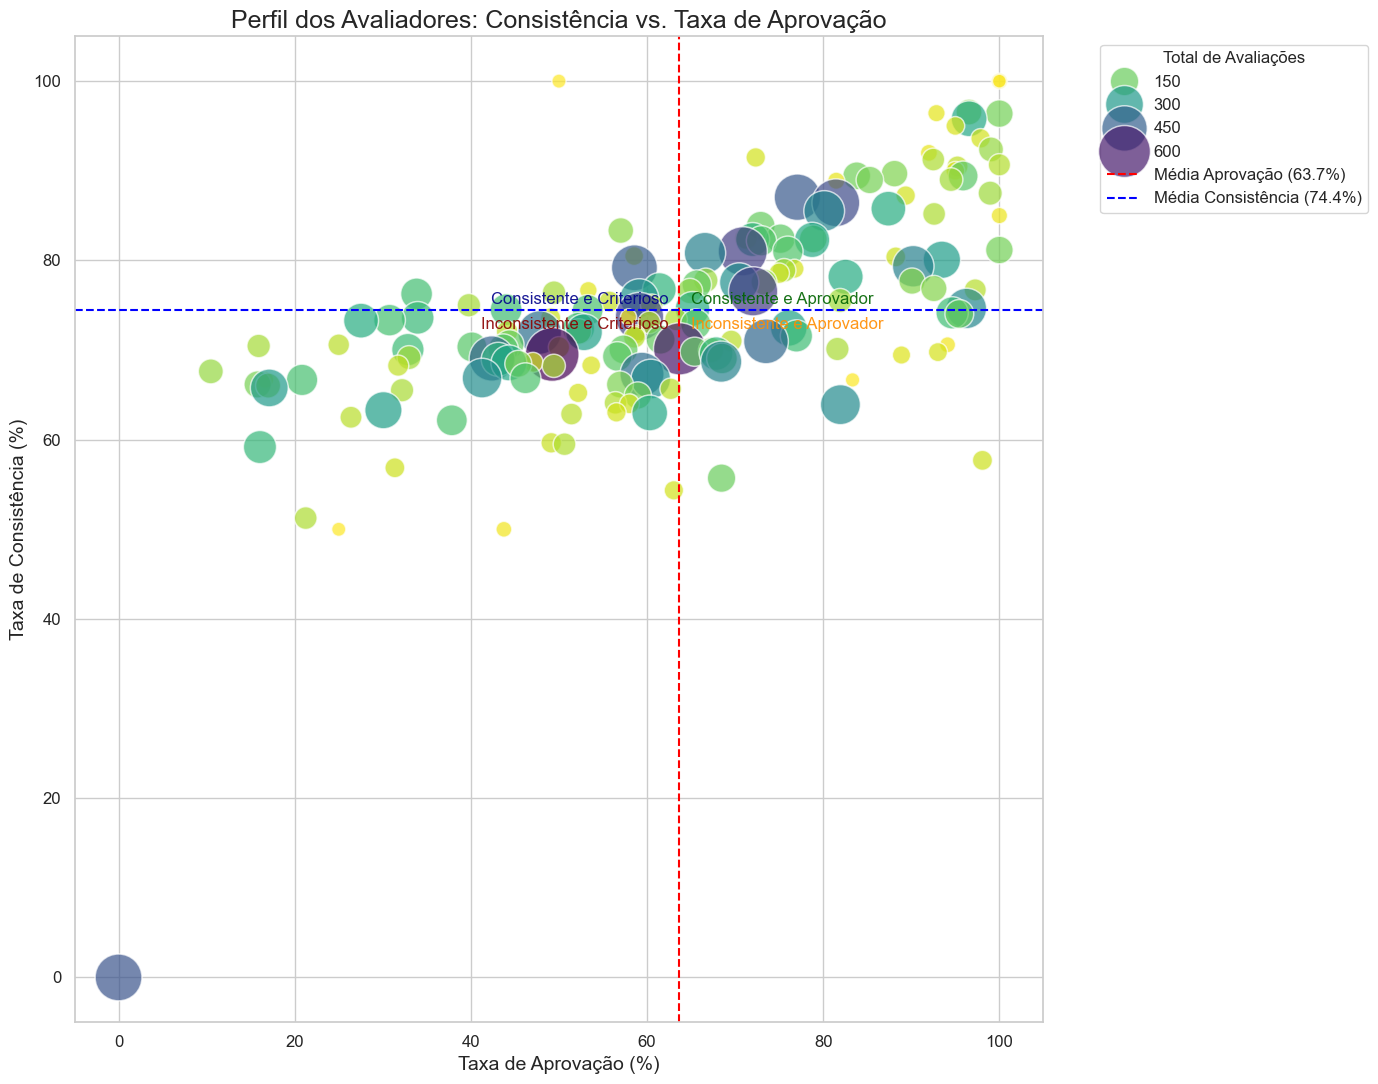 Perfil dos Avaliadores: Consistência vs. Taxa de Aprovação
Total de Avaliações
150
300
450
600
Média Aprovação (63.7%)
Média Consistência (74.4%)
Taxa de Consistência (%)
100
80
60
40
20
0
Consistente e Criterioso
Consistente e Aprovador
Inconsistente e Criterioso
Inconsistente e Aprovador
0
20
40
60
80
100
Taxa de Aprovação (%)